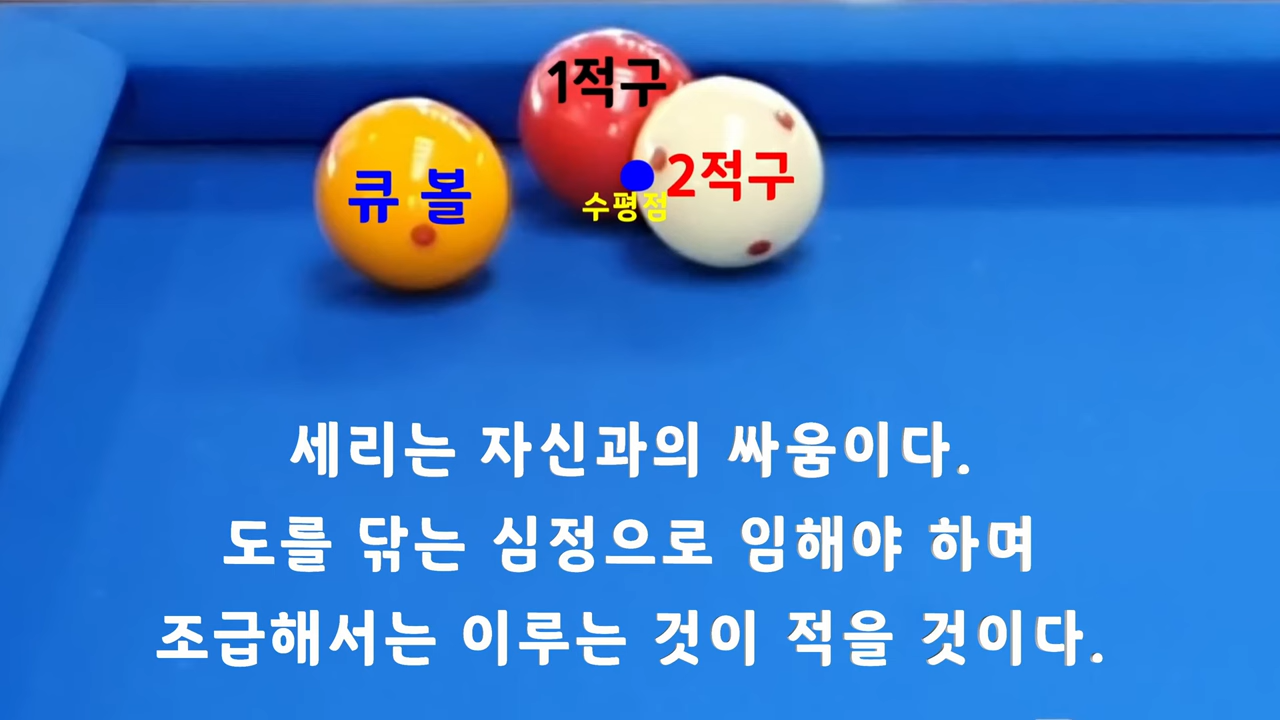 1적구
큐 볼
2적구
수평점
세리는 자신과의 싸움이다.
도를 닦는 심정으로 임해야 하며
조급해서는 이루는 것이 적을 것이다.